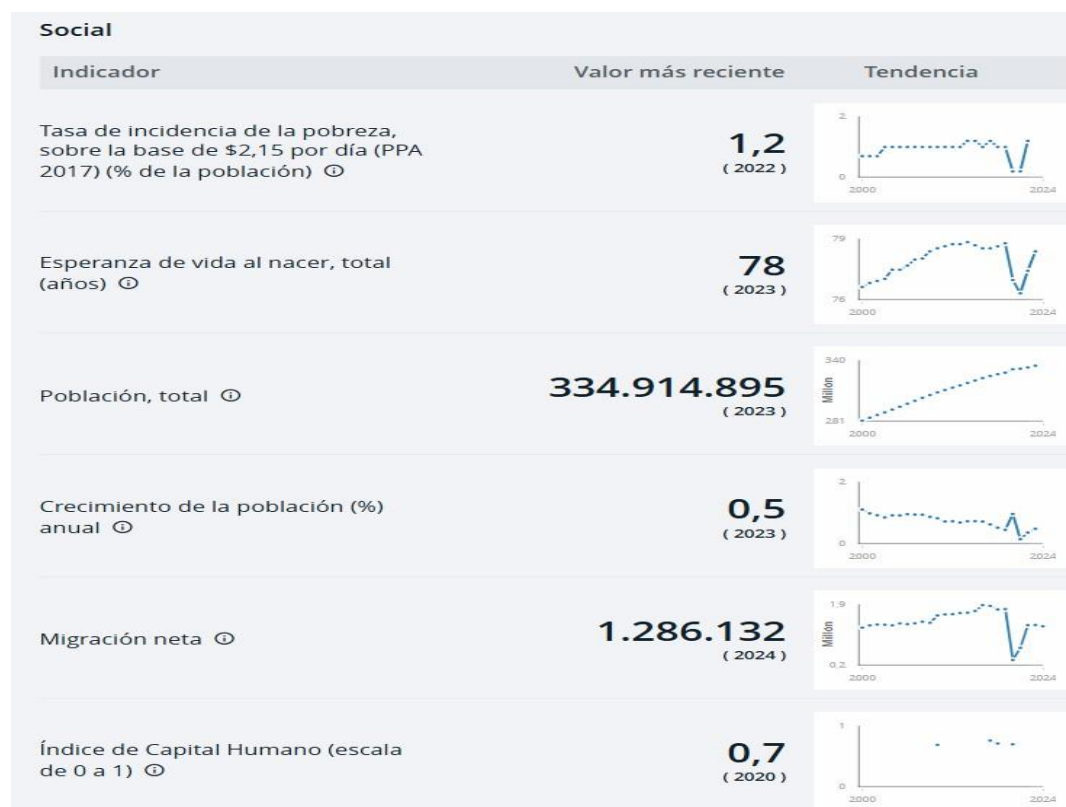 Social
Indicador Valor más reciente Tendencia
Tasa de incidencia de la pobreza,
sobre la base de $2,15 por día (PPA
2017) (% de la población)
1,2
( 2022 )
2
0
2000 2024
Esperanza de vida al nacer, total
(años)
78
( 2023 )
79
76
2000 2024
Población, total
334.914.895
( 2023 )
340
Millón
281
2000 2024
Crecimiento de la población (%)
anual
0,5
( 2023 )
2
0
2000 2024
Migración neta
1.286.132
( 2024 )
1,9
Millón
0,2
2000 2024
Índice de Capital Humano (escala
de 0 a 1)
0,7
( 2020 )
1
0
2000 2024